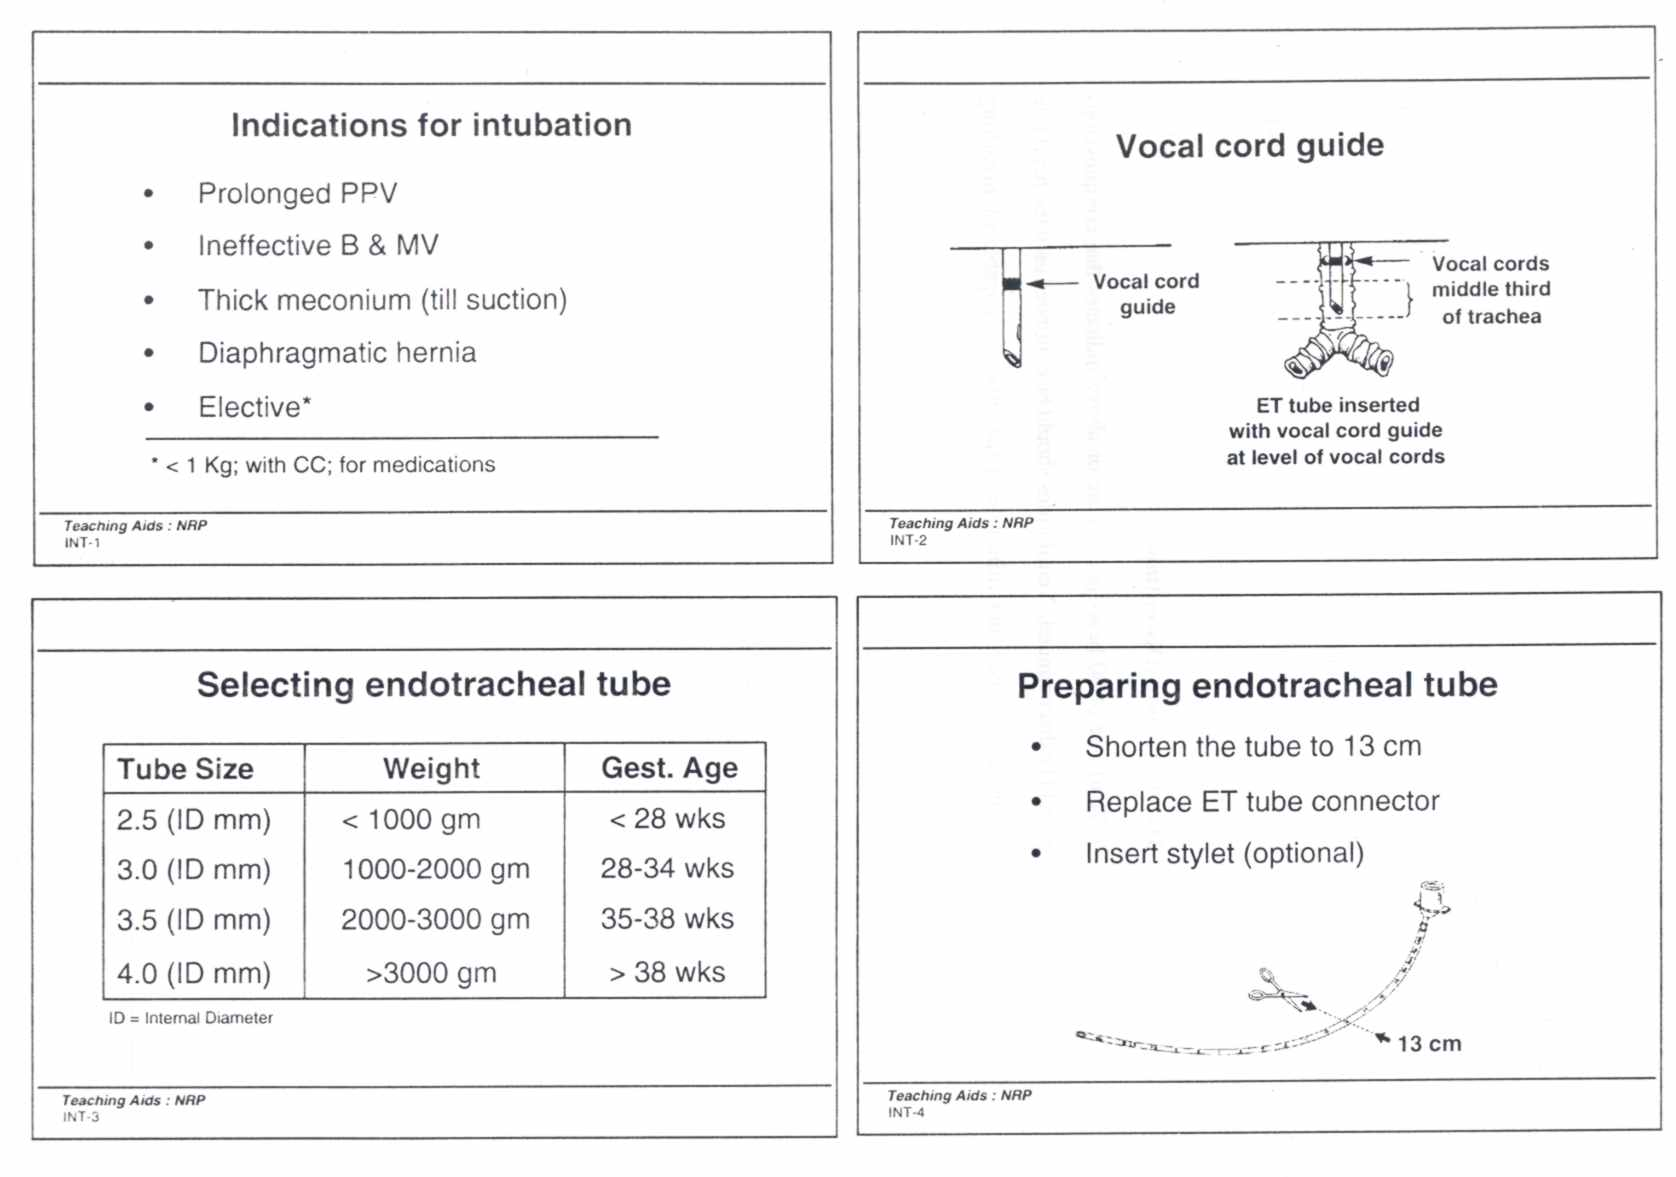 Indications for intubation
• Prolonged PPV
• Ineffective B & MV
• Thick meconium (till suction)
• Diaphragmatic hernia
• Elective*
* < 1 Kg; with CC; for medications
Teaching Aids : NRP
INT-1
Vocal cord guide
Vocal cord
guide
Vocal cords
middle third
of trachea
ET tube inserted
with vocal cord guide
at level of vocal cords
Teaching Aids : NRP
INT-2
Selecting endotracheal tube
Tube Size Weight Gest. Age
2.5 (ID mm) < 1000 gm < 28 wks
3.0 (ID mm) 1000-2000 gm 28-34 wks
3.5 (ID mm) 2000-3000 gm 35-38 wks
4.0 (ID mm) >3000 gm > 38 wks
ID = Internal Diameter
Teaching Aids : NRP
INT-3
Preparing endotracheal tube
• Shorten the tube to 13 cm
• Replace ET tube connector
• Insert stylet (optional)
13 cm
Teaching Aids : NRP
INT-4